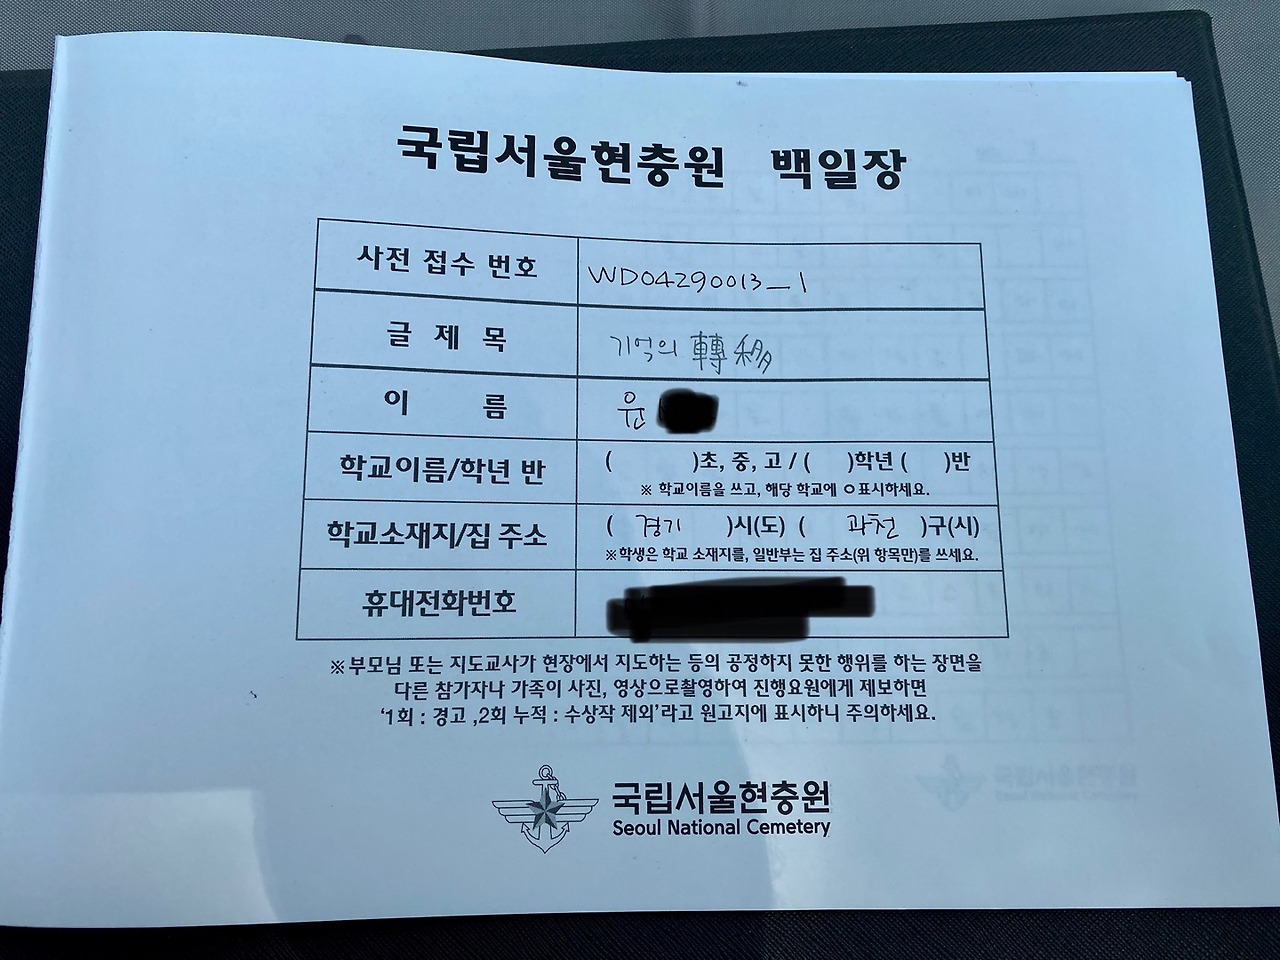 국립서울현충원 백일장
사전 접수 번호 WD04290013_1
글 제 목 기억의 轉移
이 름 윤
학교이름/학년 반 ( )초, 중, 고 / ( )학년 ( )반
※ 학교이름을 쓰고, 해당 학교에 ㅇ표시하세요.
학교소재지/집 주소 ( 경기 )시(도) ( 과천 )구(시)
※학생은 학교 소재지를, 일반부는 집 주소(위 항목만)를 쓰세요.
휴대전화번호
※부모님 또는 지도교사가 현장에서 지도하는 등의 공정하지 못한 행위를 하는 장면을
다른 참가자나 가족이 사진, 영상으로촬영하여 진행요원에게 제보하면
‘1회 : 경고 ,2회 누적 : 수상작 제외’라고 원고지에 표시하니 주의하세요.
국립서울현충원
Seoul National Cemetery